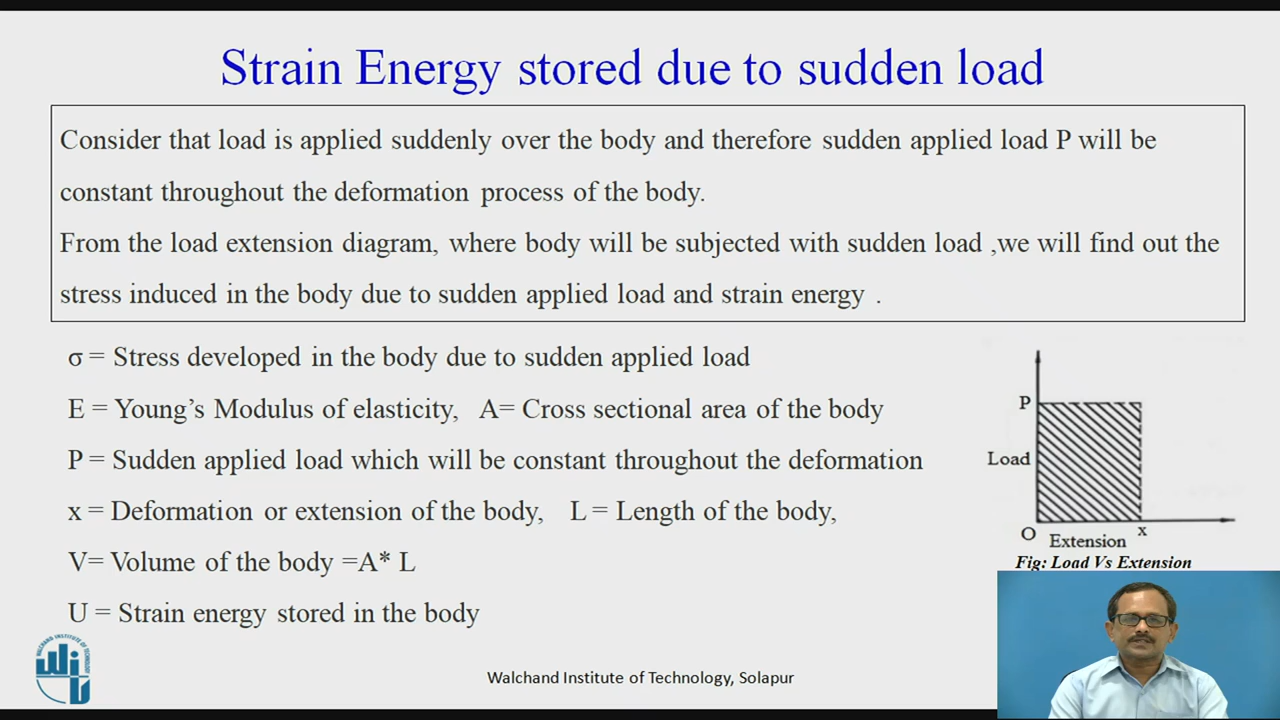 Strain Energy stored due to sudden load
Consider that load is applied suddenly over the body and therefore sudden applied load P will be
constant throughout the deformation process of the body.
From the load extension diagram, where body will be subjected with sudden load ,we will find out the
stress induced in the body due to sudden applied load and strain energy .
σ = Stress developed in the body due to sudden applied load
E = Young’s Modulus of elasticity, A= Cross sectional area of the body
P = Sudden applied load which will be constant throughout the deformation
x = Deformation or extension of the body, L = Length of the body,
V= Volume of the body =A* L
U = Strain energy stored in the body
P
Load
O
Extension
x
Fig: Load Vs Extension
WALCHAND INSTITUTE OF TECHNOLOGY
Walchand Institute of Technology, Solapur